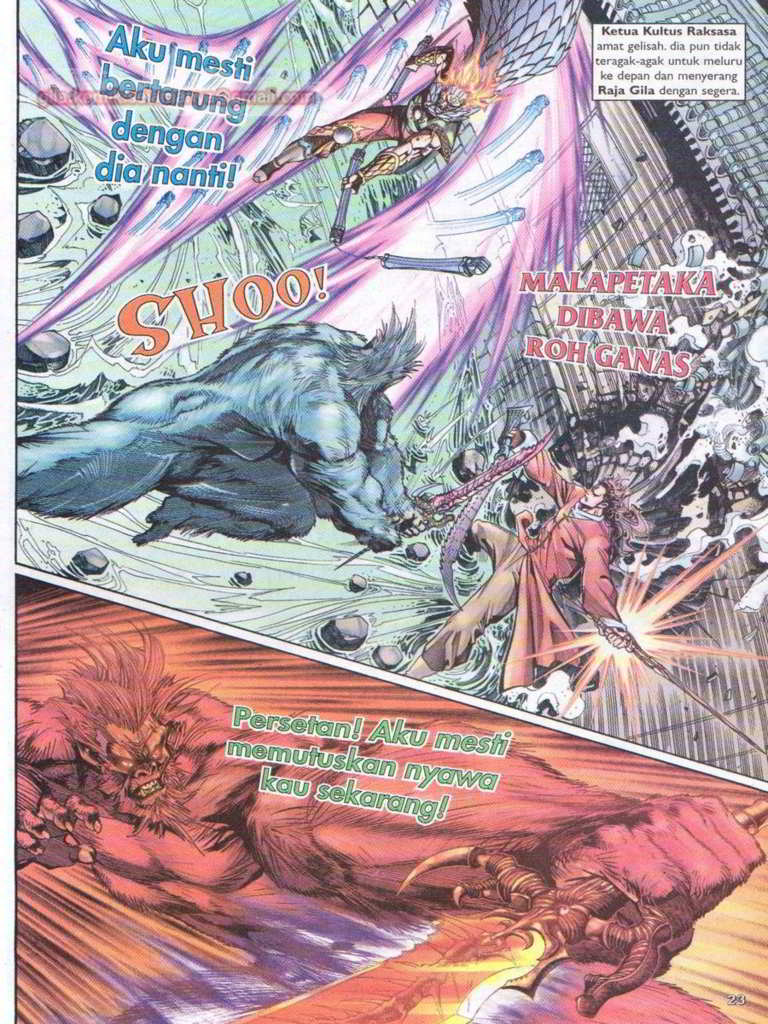 Aku mesti
bertarung
dengan
dia nanti!
Ketua Kultus Raksasa
amat gelisah. dia pun tidak
teragak-agak untuk meluru
ke depan dan menyerang
Raja Gila dengan segera.
SHOO!
MALAPETAKA
DIBAWA
ROH GANAS
Persetan! Aku mesti
memutuskan nyawa
kau sekarang!
23